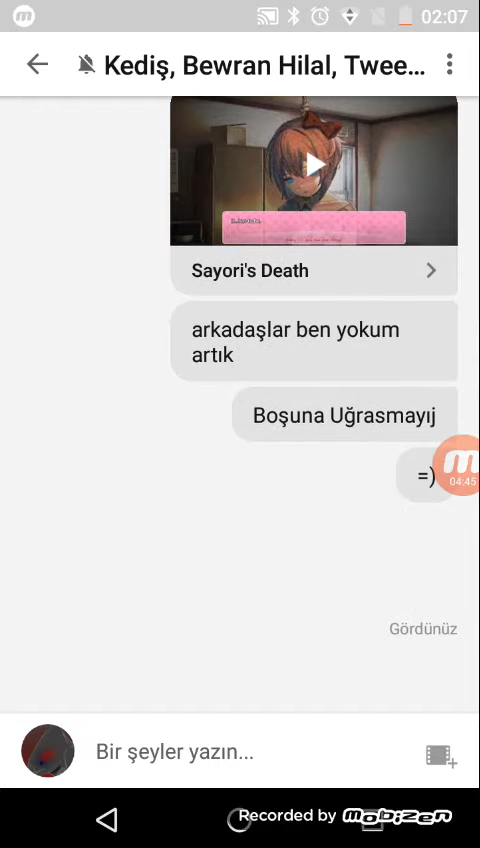 02:07
Kediş, Bewran Hilal, Twee...
Sayori's Death
arkadaşlar ben yokum
artık
Boşuna Uğrasmayıj
=)
04:45
Gördünüz
Bir şeyler yazın...
Recorded by mobizen